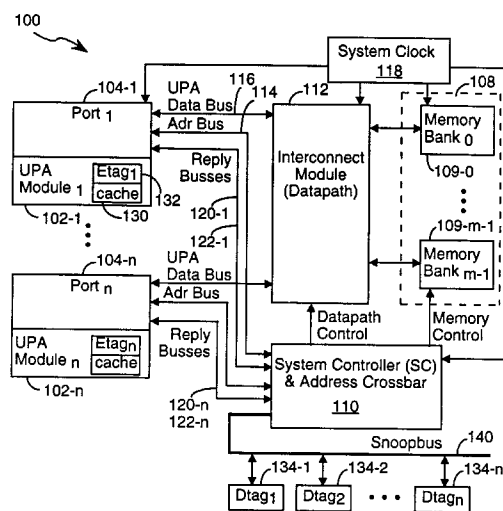 100
System Clock
118
108
104-1
UPA
Data Bus
116
114
112
Port 1
Adr Bus
Memory
Bank 0
109-0
Interconnect
Module
(Datapath)
Reply
Busses
UPA
Module 1
Etag1
cache
132
130
102-1
120-1
122-1
109-m-1
Memory
Bank m-1
104-n
UPA
Data Bus
Port n
Adr Bus
Datapath
Control
Memory
Control
Reply
Busses
UPA
Module n
Etagn
cache
102-n
System Controller (SC)
& Address Crossbar
110
120-n
122-n
Snoopbus
140
134-1
134-2
134-n
Dtag1
Dtag2
Dtagn